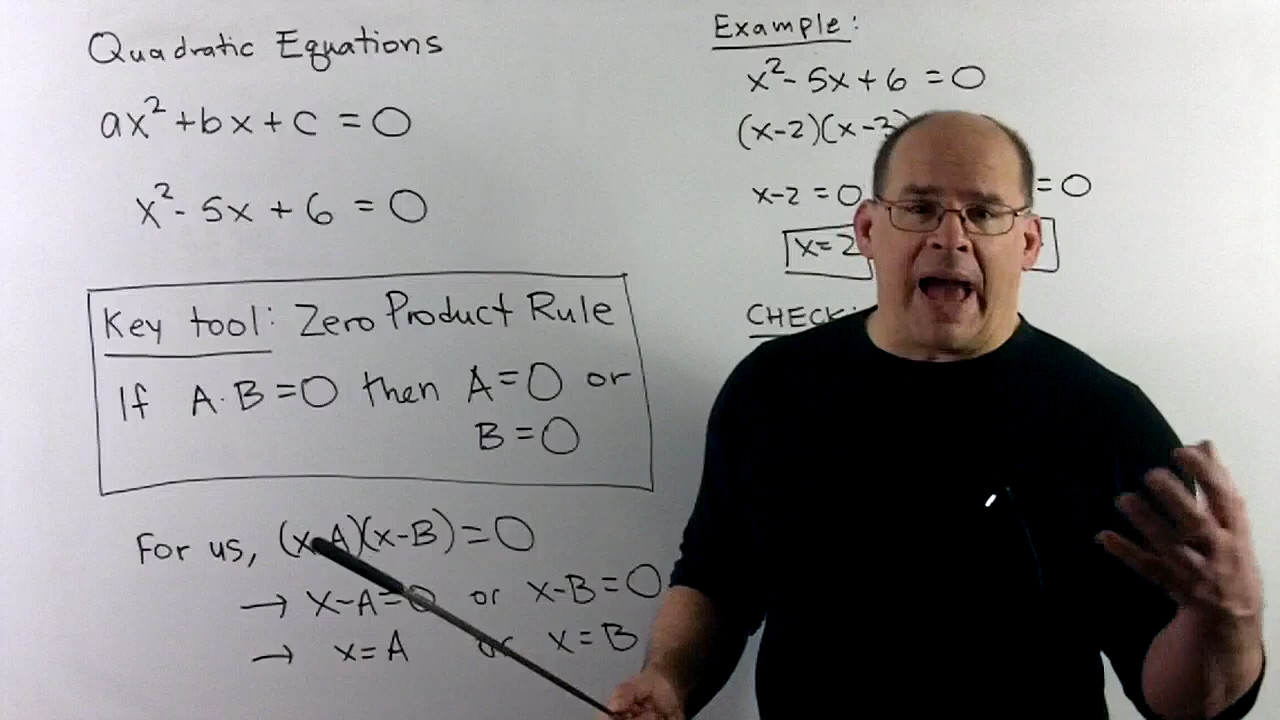 Quadratic Equations
ax²+bx+c=0
x²-5x+6=0
Key tool: Zero Product Rule
If A·B=0 then A=0 or
B=0
For us, (x-A)(x-B)=0
→ x-A=0 or x-B=0
→ x=A or x=B
Example:
x²-5x+6=0
(x-2)(x-3)
x-2=0 =0
x=2
CHECK: